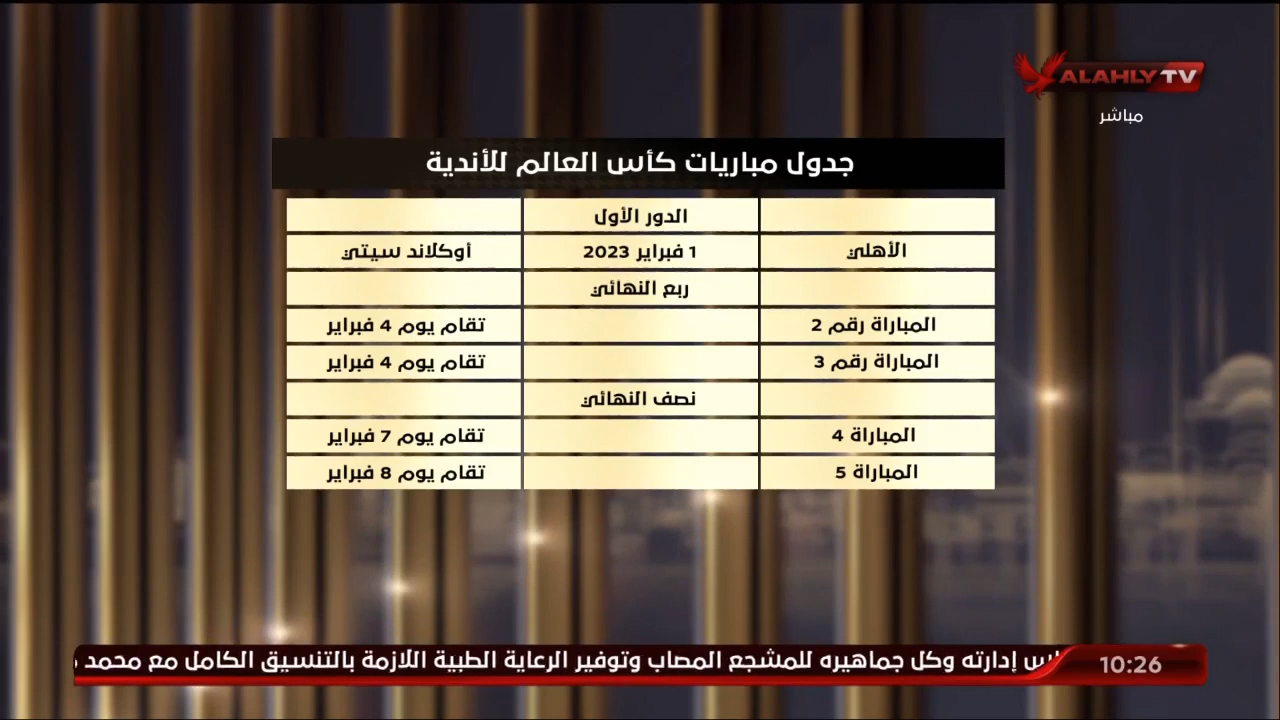 ALAHLY TV
مباشر
جدول مباريات كأس العالم للأندية
الدور الأول
الأهلي 1 فبراير 2023 أوكلاند سيتي
ربع النهائي
المباراة رقم 2 تقام يوم 4 فبراير
المباراة رقم 3 تقام يوم 4 فبراير
نصف النهائي
المباراة 4 تقام يوم 7 فبراير
المباراة 5 تقام يوم 8 فبراير
10:26 إدارته وكل جماهيره للمشجع المصاب وتوفير الرعاية الطبية اللازمة بالتنسيق الكامل مع محمد